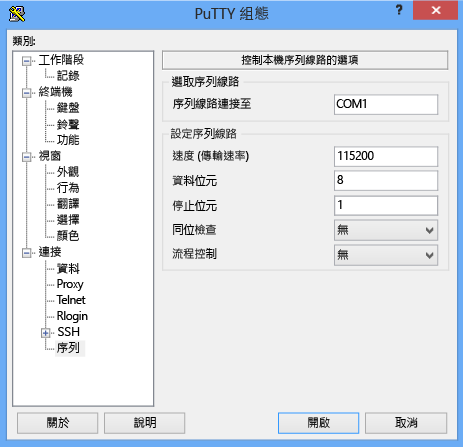 PuTTY 組態
?
類別:
工作階段
記錄
終端機
鍵盤
鈴聲
功能
視窗
外觀
行為
翻譯
選擇
顏色
連接
資料
Proxy
Telnet
Rlogin
SSH
序列
控制本機序列線路的選項
選取序列線路
序列線路連接至 COM1
設定序列線路
速度 (傳輸速率) 115200
資料位元 8
停止位元 1
同位檢查 無
流程控制 無
關於 說明 開啟 取消